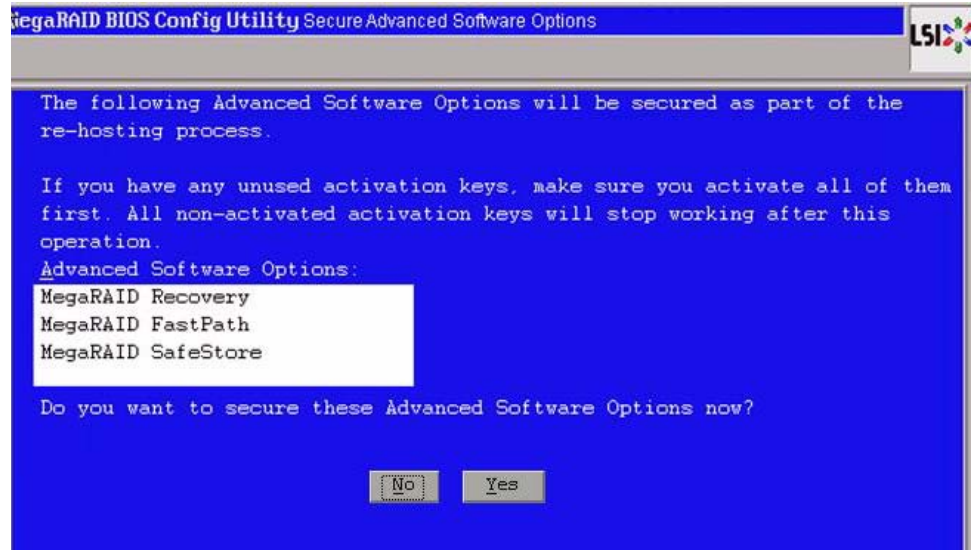 MegaRAID BIOS Config Utility Secure Advanced Software Options
LSI
The following Advanced Software Options will be secured as part of the
re-hosting process.
If you have any unused activation keys, make sure you activate all of them
first. All non-activated activation keys will stop working after this
operation.
Advanced Software Options:
MegaRAID Recovery
MegaRAID FastPath
MegaRAID SafeStore
Do you want to secure these Advanced Software Options now?
No Yes